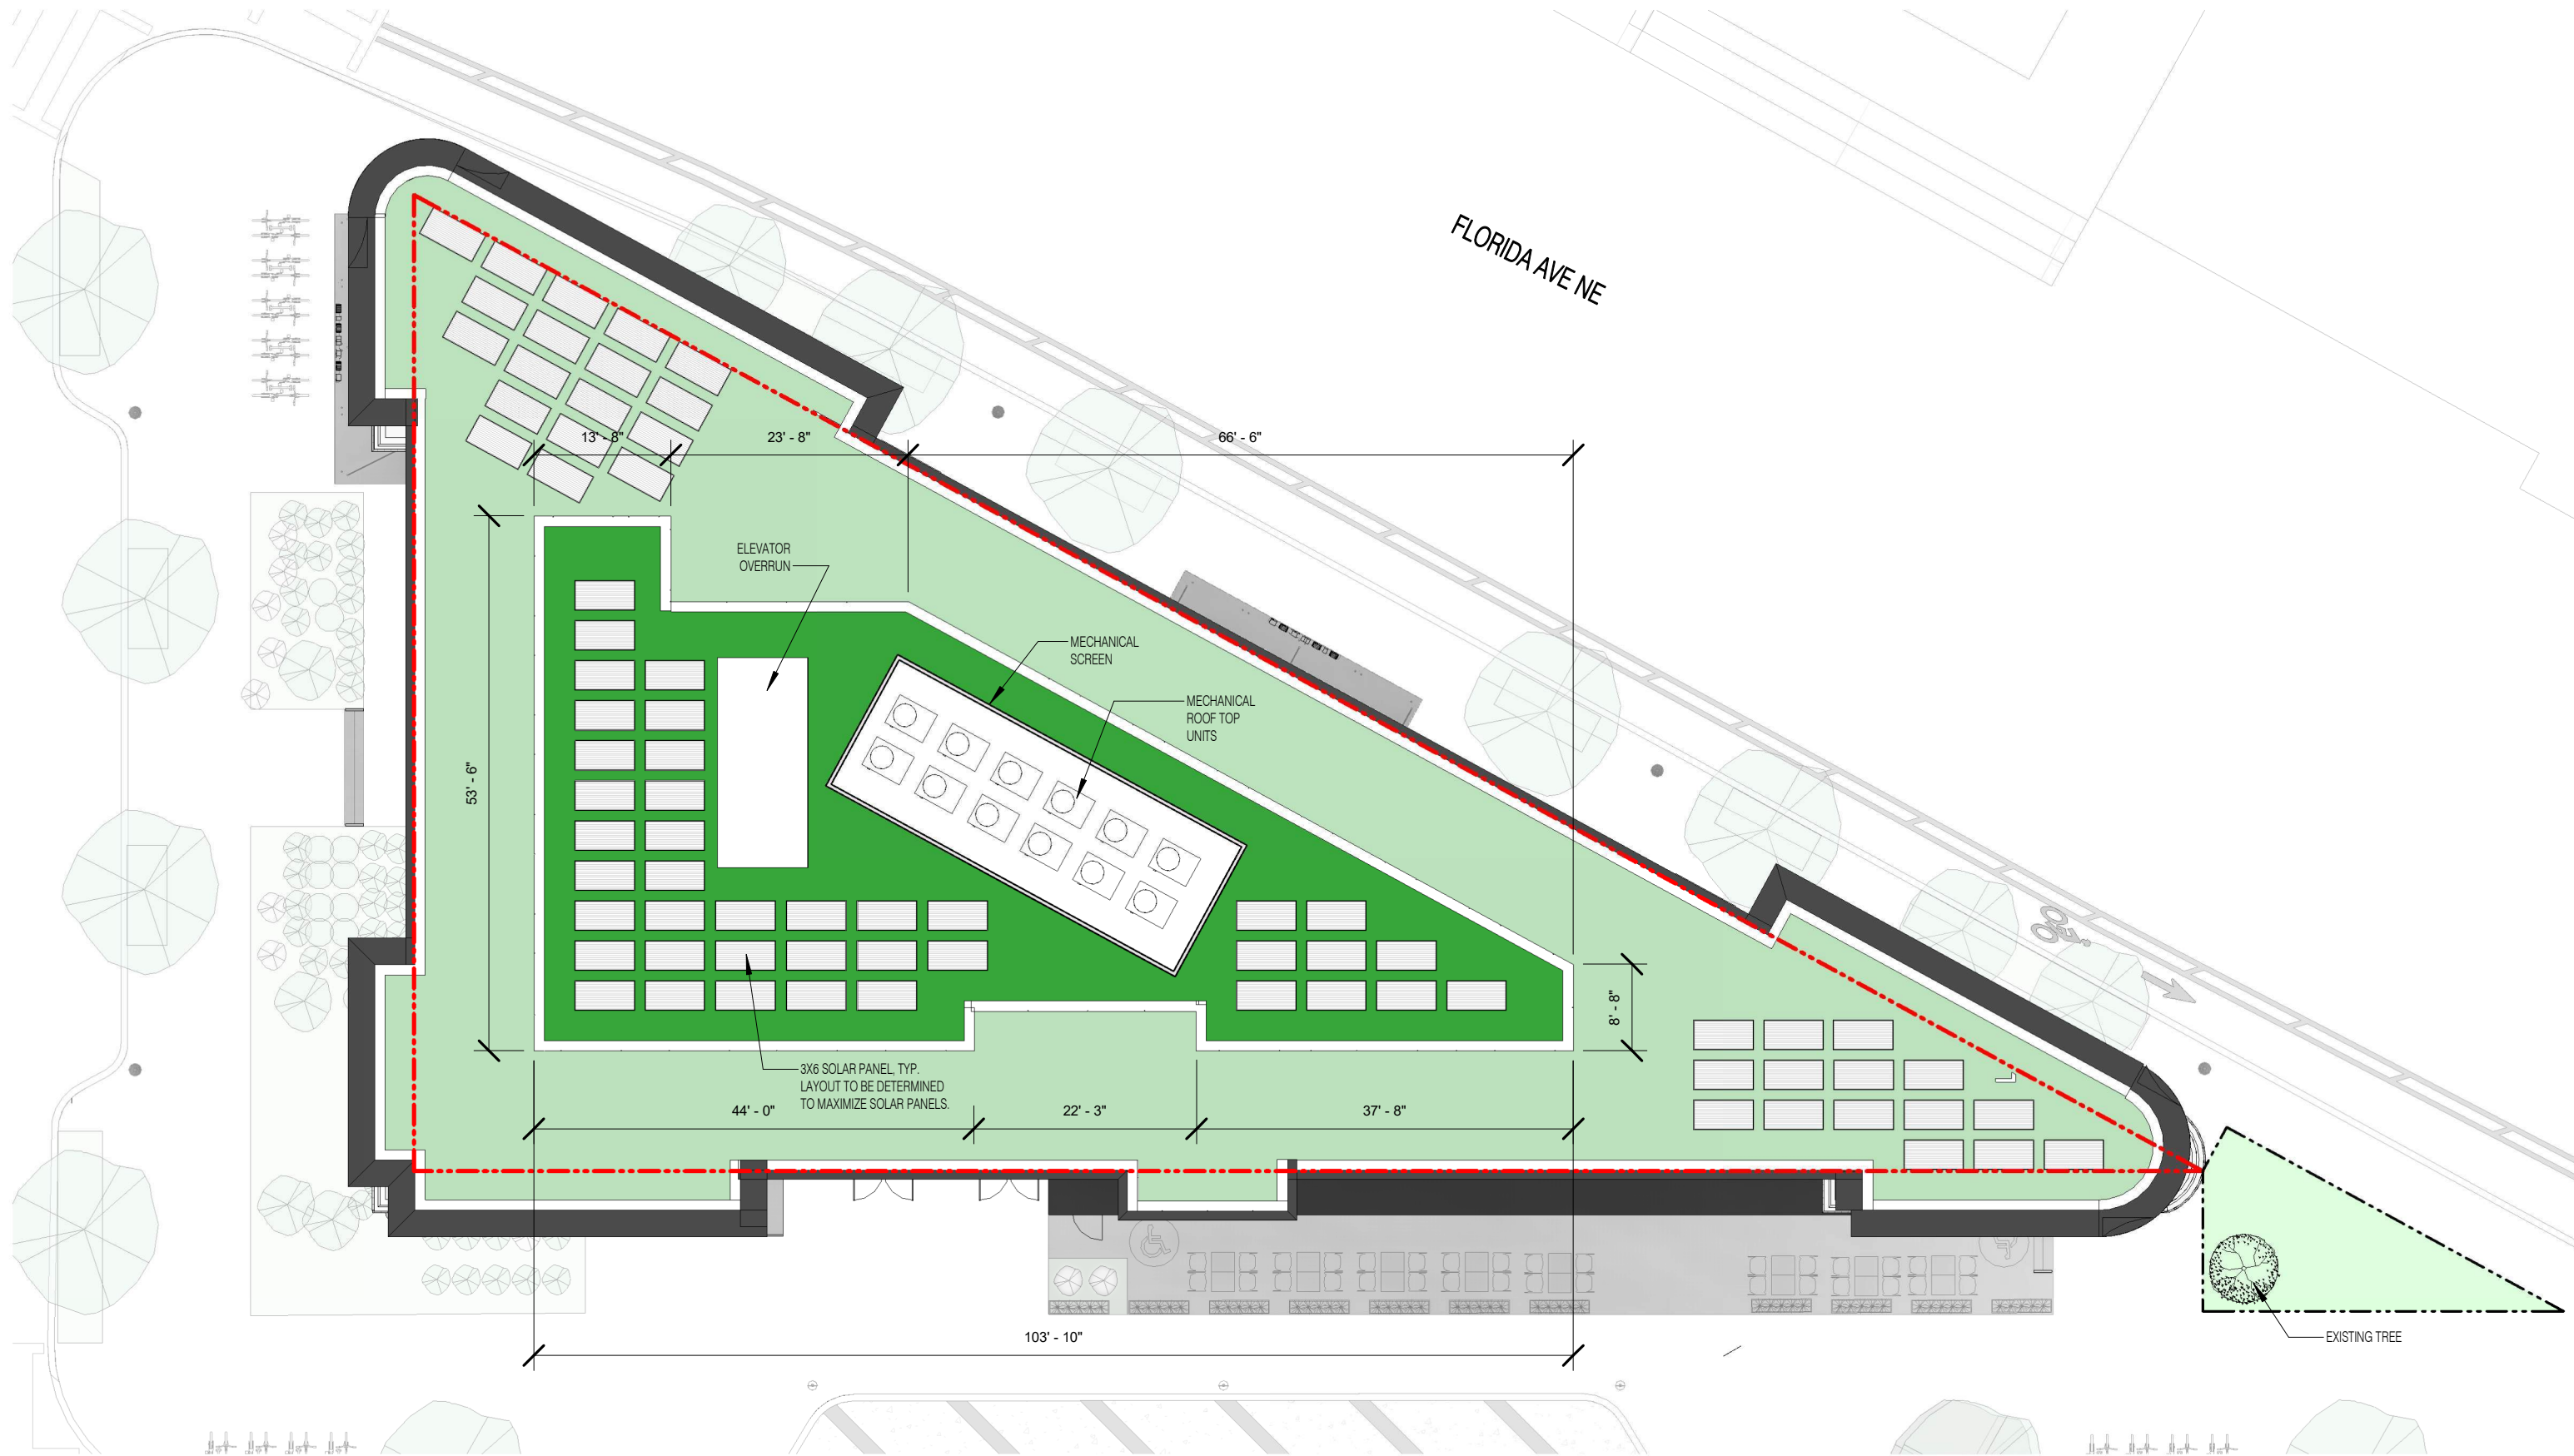 FLORIDA AVE NE
13' - 8"
23' - 8"
66' - 6"
ELEVATOR
OVERRUN
MECHANICAL
SCREEN
MECHANICAL
ROOF TOP
UNITS
53' - 6"
8' - 8"
3X6 SOLAR PANEL, TYP.
LAYOUT TO BE DETERMINED
TO MAXIMIZE SOLAR PANELS.
44' - 0"
22' - 3"
37' - 8"
103' - 10"
EXISTING TREE